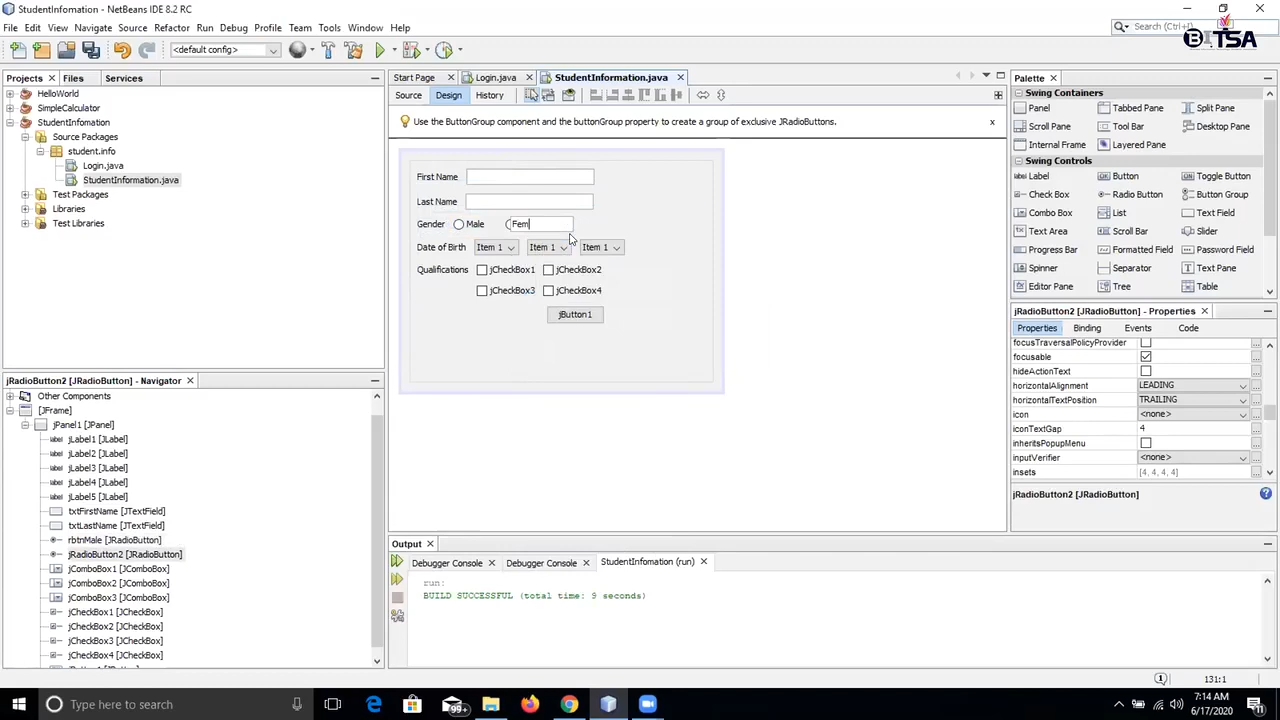 StudentInfomation - NetBeans IDE 8.2 RC
File Edit View Navigate Source Refactor Run Debug Profile Team Tools Window Help
Search (Ctrl+I)
TSA
<default config>
Projects Files Services
Start Page Login.java StudentInformation.java
Palette
HelloWorld
SimpleCalculator
StudentInfomation
Source Packages
student.info
Login.java
StudentInformation.java
Test Packages
Libraries
Test Libraries
Source Design History
Use the ButtonGroup component and the buttonGroup property to create a group of exclusive JRadioButtons. x
First Name
Last Name
Gender Male Fem
Date of Birth Item 1 Item 1 Item 1
Qualifications jCheckBox1 jCheckBox2
jCheckBox3 jCheckBox4
jButton1
Swing Containers
Panel Tabbed Pane Split Pane
Scroll Pane Tool Bar Desktop Pane
Internal Frame Layered Pane
Swing Controls
Label Button Toggle Button
Check Box Radio Button Button Group
Combo Box List Text Field
Text Area Scroll Bar Slider
Progress Bar Formatted Field Password Field
Spinner Separator Text Pane
Editor Pane Tree Table
jRadioButton2 [JRadioButton] - Properties
Properties Binding Events Code
focusTraversalPolicyProvider
focusable
hideActionText
horizontalAlignment LEADING
horizontalTextPosition TRAILING
icon <none>
iconTextGap 4
inheritsPopupMenu
inputVerifier <none>
insets [4, 4, 4, 4]
jRadioButton2 [JRadioButton]
jRadioButton2 [JRadioButton] - Navigator
Other Components
[JFrame]
jPanel1 [JPanel]
jLabel1 [JLabel]
jLabel2 [JLabel]
jLabel3 [JLabel]
jLabel4 [JLabel]
jLabel5 [JLabel]
txtFirstName [JTextField]
txtLastName [JTextField]
rbtnMale [JRadioButton]
jRadioButton2 [JRadioButton]
jComboBox1 [JComboBox]
jComboBox2 [JComboBox]
jComboBox3 [JComboBox]
jCheckBox1 [JCheckBox]
jCheckBox2 [JCheckBox]
jCheckBox3 [JCheckBox]
jCheckBox4 [JCheckBox]
Output
Debugger Console Debugger Console StudentInfomation (run)
run:
BUILD SUCCESSFUL (total time: 9 seconds)
1 131:1
Type here to search
99+
7:14 AM
6/17/2020
11